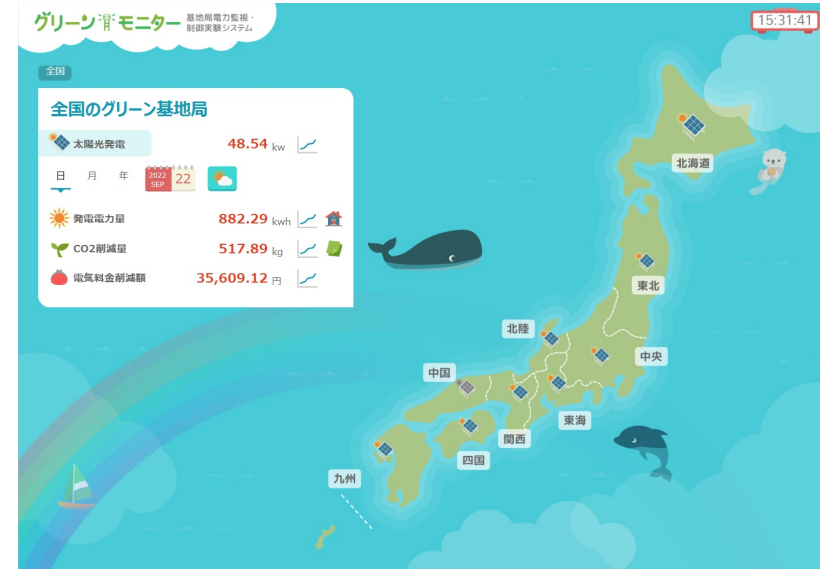 グリーンモニター 基地局電力監視・
制御実験システム
15:31:41
全国
全国のグリーン基地局
太陽光発電 48.54 kw
日 月 年 2022 SEP 22
発電電力量 882.29 kwh
CO2削減量 517.89 kg
電気料金削減額 35,609.12 円
北海道
東北
北陸
中央
中国
東海
関西
四国
九州